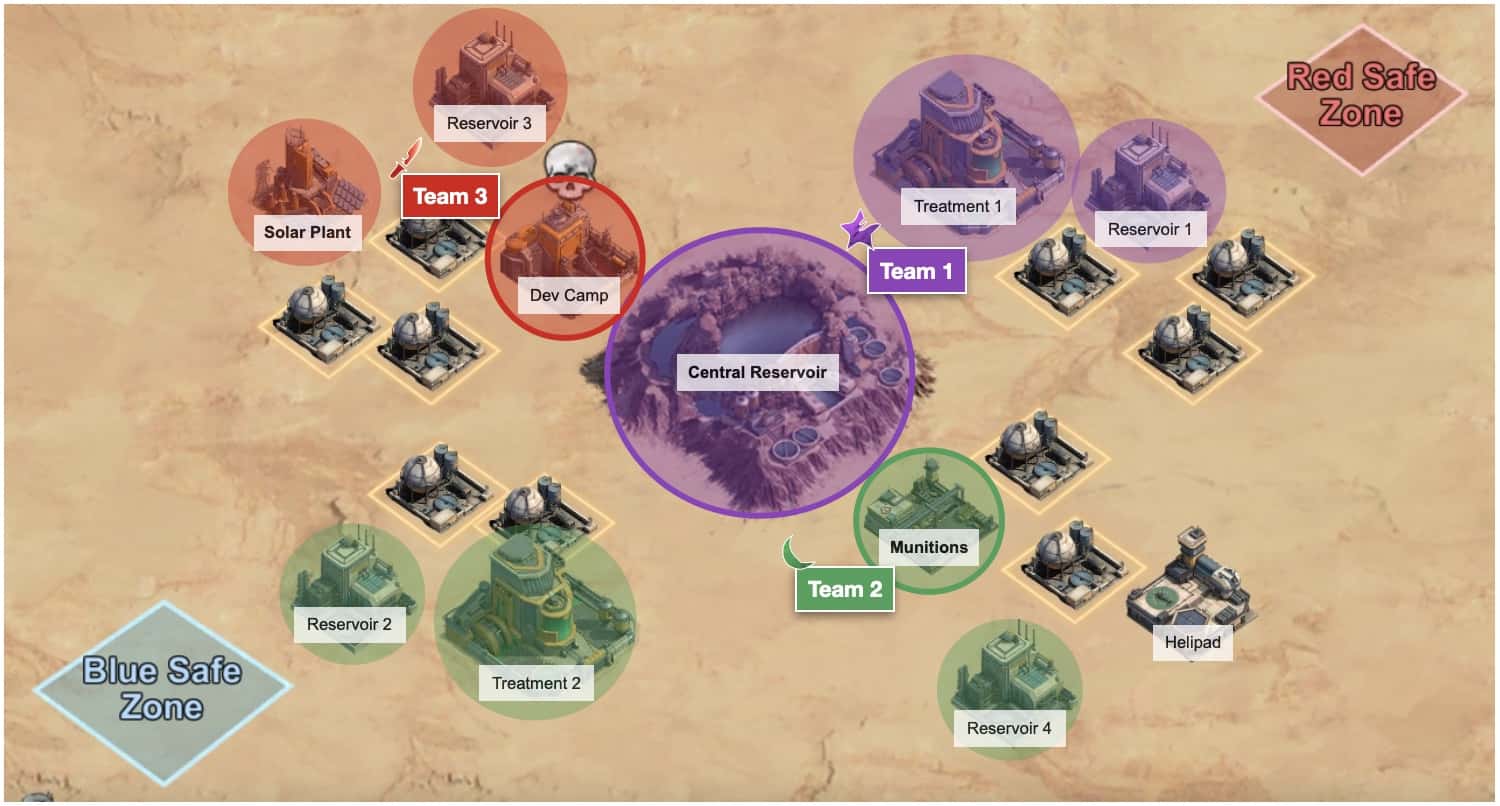 Red Safe
Zone
Reservoir 3
Team 3
Solar Plant
Treatment 1
Reservoir 1
Team 1
Dev Camp
Central Reservoir
Munitions
Team 2
Reservoir 2
Helipad
Blue Safe
Zone
Treatment 2
Reservoir 4